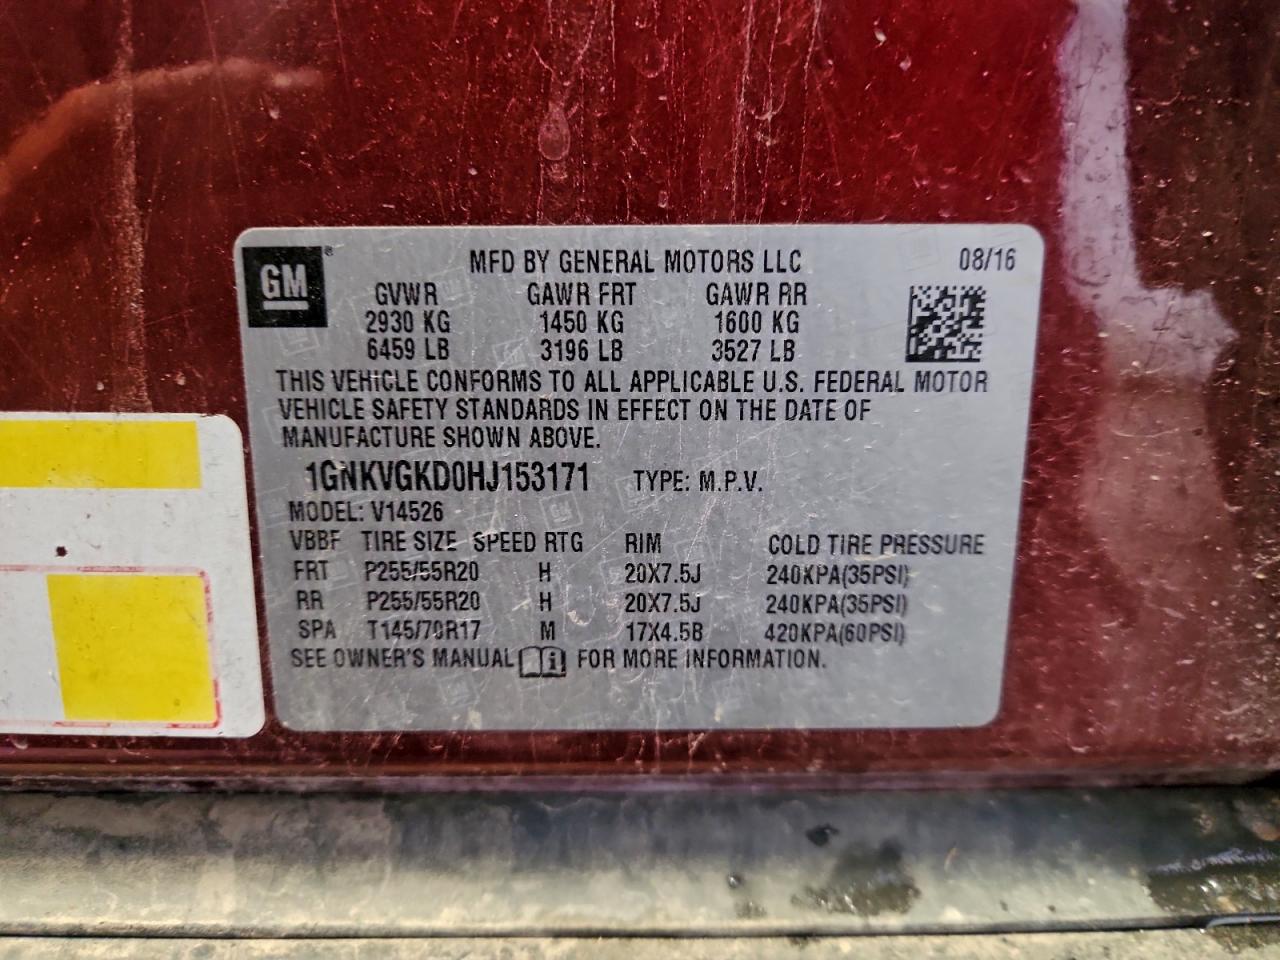 GM ® MFD BY GENERAL MOTORS LLC 08/16
GVWR GAWR FRT GAWR RR
2930 KG 1450 KG 1600 KG
6459 LB 3196 LB 3527 LB
THIS VEHICLE CONFORMS TO ALL APPLICABLE U.S. FEDERAL MOTOR
VEHICLE SAFETY STANDARDS IN EFFECT ON THE DATE OF
MANUFACTURE SHOWN ABOVE.
1GNKVGKD0HJ153171 TYPE: M.P.V.
MODEL: V14526
VBBF TIRE SIZE SPEED RTG RIM COLD TIRE PRESSURE
FRT P255/55R20 H 20X7.5J 240KPA(35PSI)
RR P255/55R20 H 20X7.5J 240KPA(35PSI)
SPA T145/70R17 M 17X4.5B 420KPA(60PSI)
SEE OWNER'S MANUAL i FOR MORE INFORMATION.